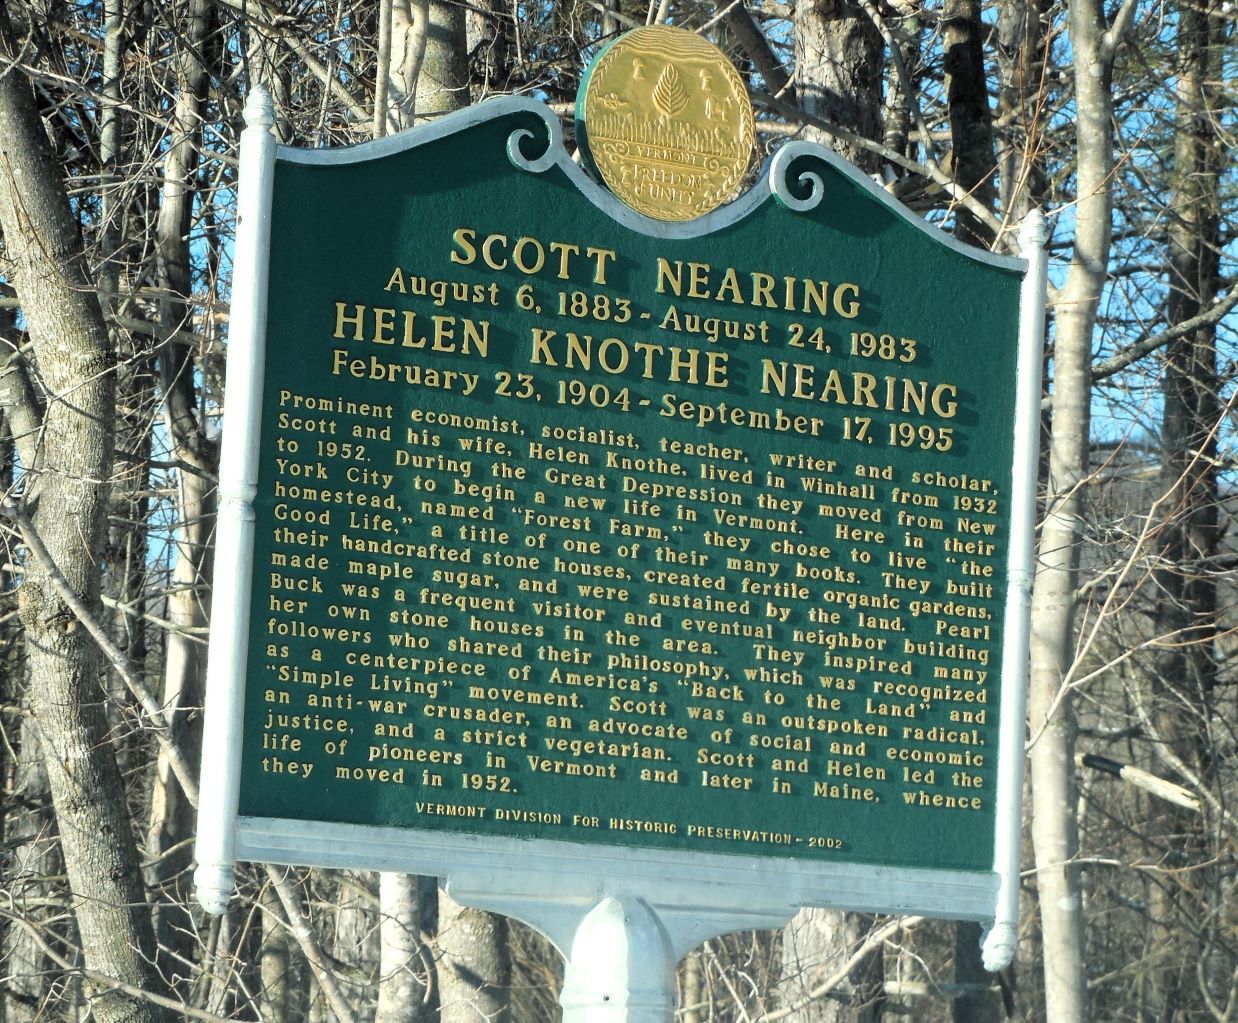 VERMONT
FREEDOM
& UNITY
SCOTT NEARING
August 6, 1883 - August 24, 1983
HELEN KNOTHE NEARING
February 23, 1904 - September 17, 1995
Prominent economist, socialist, teacher, writer and scholar,
Scott and his wife, Helen Knothe, lived in Winhall from 1932
to 1952. During the Great Depression they moved from New
York City to begin a new life in Vermont. Here in their
homestead, named "Forest Farm," they chose to live "the
Good Life," a title of one of their many books. They built
their handcrafted stone houses, created fertile organic gardens,
made maple sugar, and were sustained by the land. Pearl
Buck was a frequent visitor and eventual neighbor building
her own stone houses in the area. They inspired many
followers who shared their philosophy, which was recognized
as a centerpiece of America's "Back to the Land" and
"Simple Living" movement. Scott was an outspoken radical,
an anti-war crusader, an advocate of social and economic
justice, and a strict vegetarian. Scott and Helen led the
life of pioneers in Vermont and later in Maine, whence
they moved in 1952.
VERMONT DIVISION FOR HISTORIC PRESERVATION - 2002